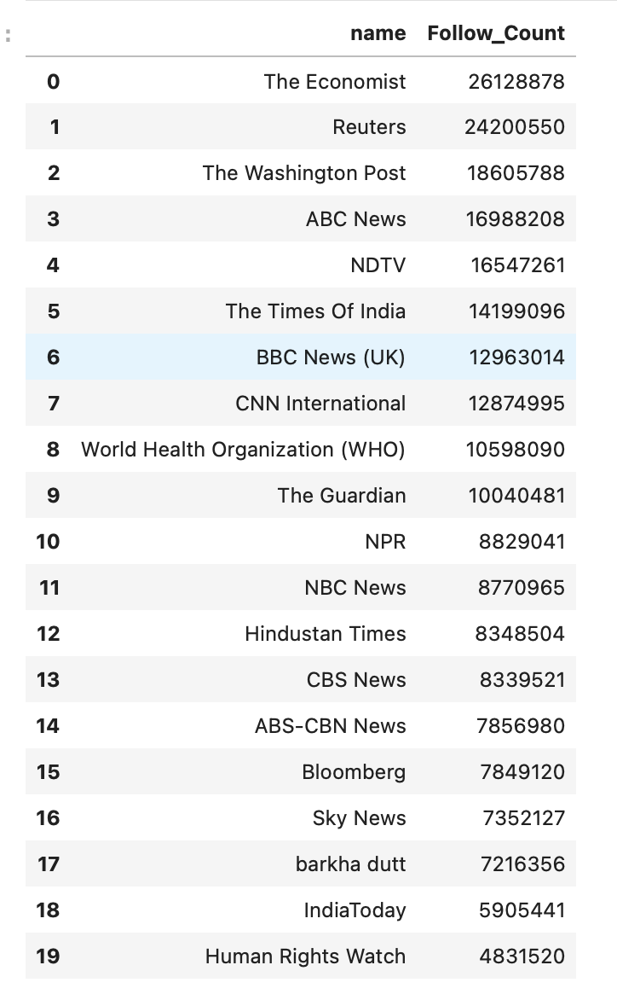 : name Follow_Count
0 The Economist 26128878
1 Reuters 24200550
2 The Washington Post 18605788
3 ABC News 16988208
4 NDTV 16547261
5 The Times Of India 14199096
6 BBC News (UK) 12963014
7 CNN International 12874995
8 World Health Organization (WHO) 10598090
9 The Guardian 10040481
10 NPR 8829041
11 NBC News 8770965
12 Hindustan Times 8348504
13 CBS News 8339521
14 ABS-CBN News 7856980
15 Bloomberg 7849120
16 Sky News 7352127
17 barkha dutt 7216356
18 IndiaToday 5905441
19 Human Rights Watch 4831520